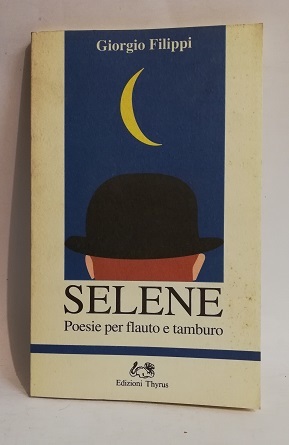 Giorgio Filippi
SELENE
Poesie per flauto e tamburo
Edizioni Thyrus